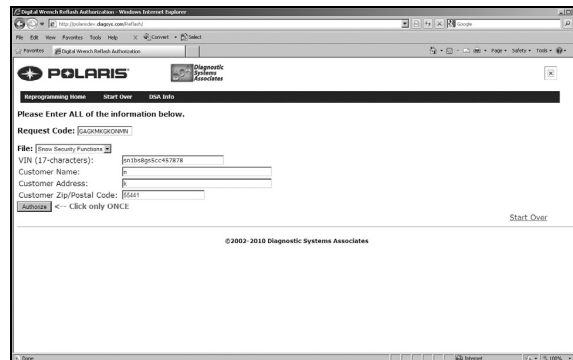 Digital Wrench Reflash Authorization - Windows Internet Explorer
http://polarisdev.diagsys.com/Reflash/
Google
File Edit View Favorites Tools Help X Convert Select
Favorites Digital Wrench Reflash Authorization
Page Safety Tools
POLARIS
Diagnostic
Systems
Associates
Reprogramming Home Start Over DSA Info
Please Enter ALL of the information below.
Request Code: GAGKMKGKONMN
File: Snow Security Functions
VIN (17-characters): sn1bs8gs5cc457878
Customer Name: n
Customer Address: k
Customer Zip/Postal Code: 55441
Authorize <-- Click only ONCE
Start Over
©2002-2010 Diagnostic Systems Associates
Done Internet 100%